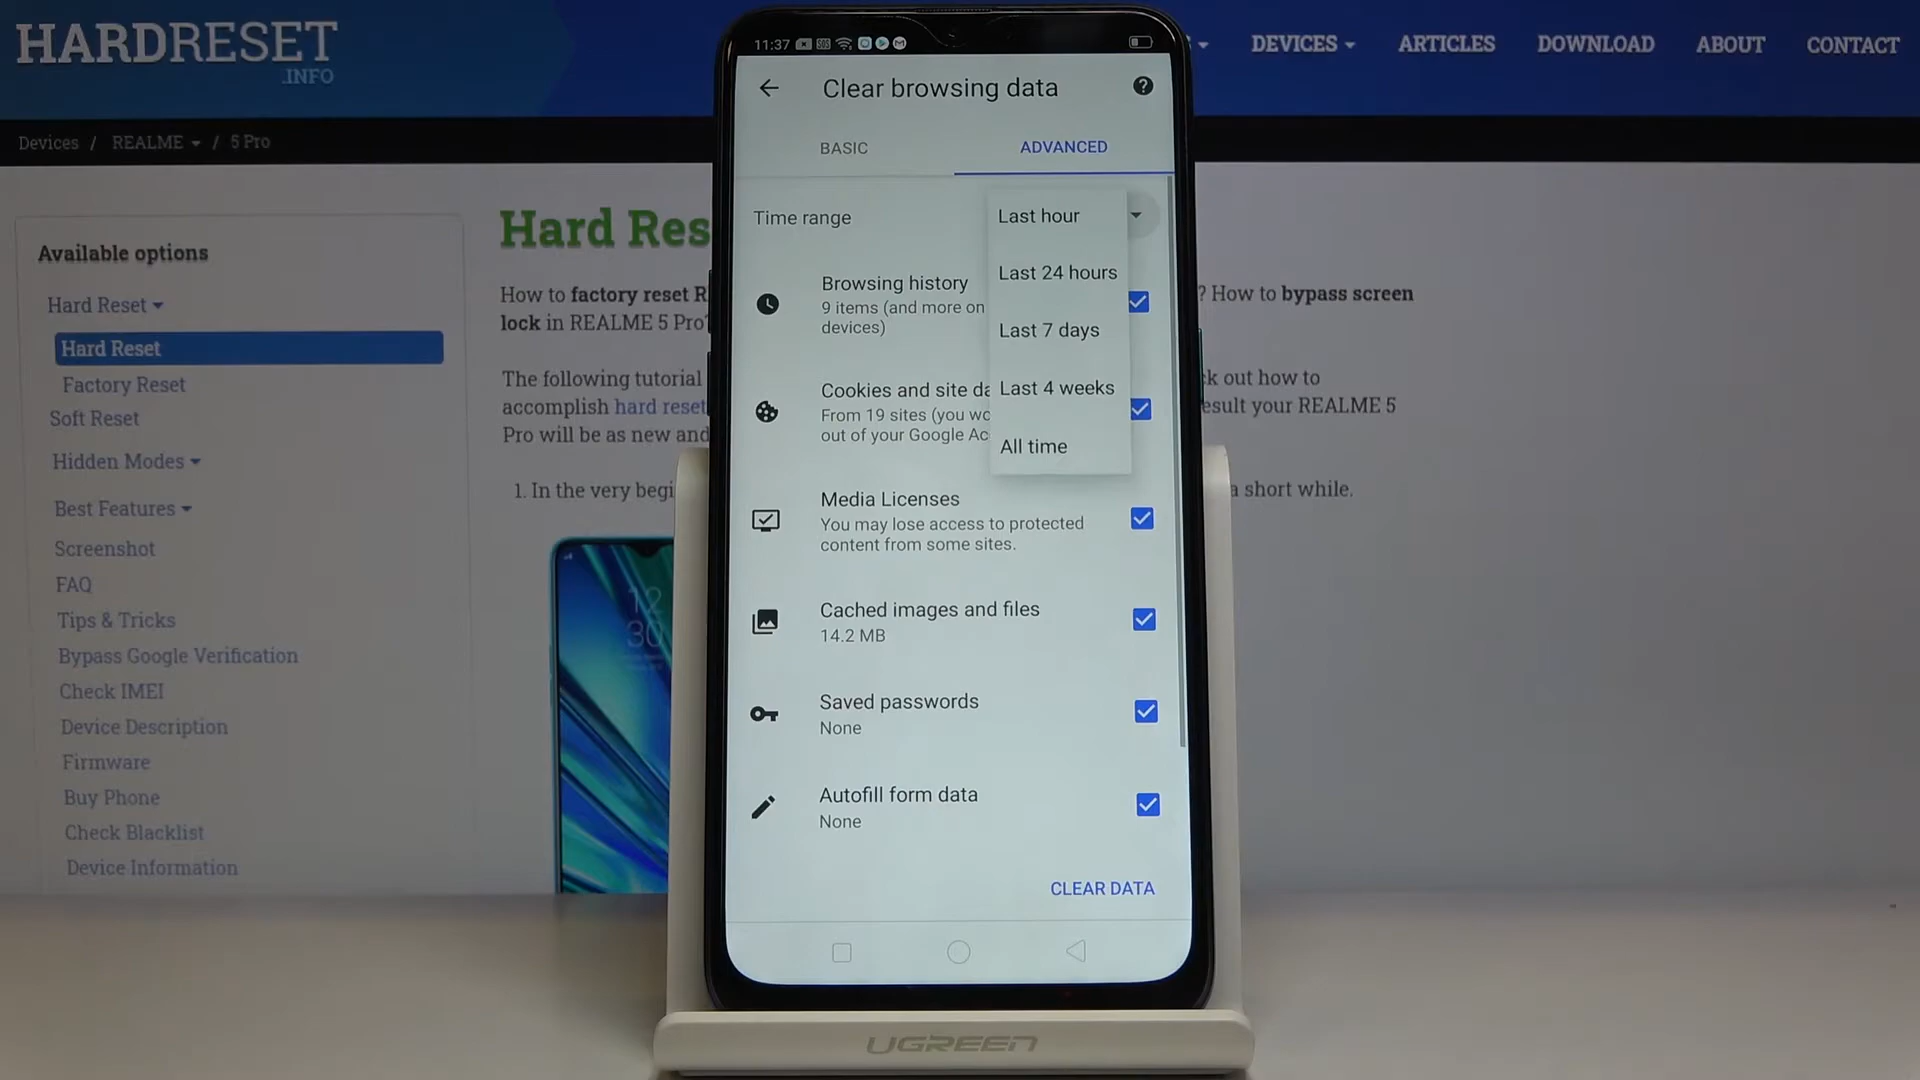 HARDRESET
.INFO
DEVICES
ARTICLES
DOWNLOAD
ABOUT
CONTACT
Devices / REALME / 5 Pro
Available options
Hard Reset
Hard Reset
Factory Reset
Soft Reset
Hidden Modes
Best Features
Screenshot
FAQ
Tips & Tricks
Bypass Google Verification
Check IMEI
Device Description
Firmware
Buy Phone
Check Blacklist
Device Information
Hard Res
How to factory reset R
? How to bypass screen
lock in REALME 5 Pro?
The following tutorial
ck out how to
accomplish hard reset
esult your REALME 5
Pro will be as new and
1. In the very begi
a short while.
12
30
11:37
Clear browsing data
BASIC
ADVANCED
Time range
Last hour
Last 24 hours
Last 7 days
Last 4 weeks
All time
Browsing history
9 items (and more on
devices)
Cookies and site da
From 19 sites (you wo
out of your Google Ac
Media Licenses
You may lose access to protected
content from some sites.
Cached images and files
14.2 MB
Saved passwords
None
Autofill form data
None
CLEAR DATA
UGREEN